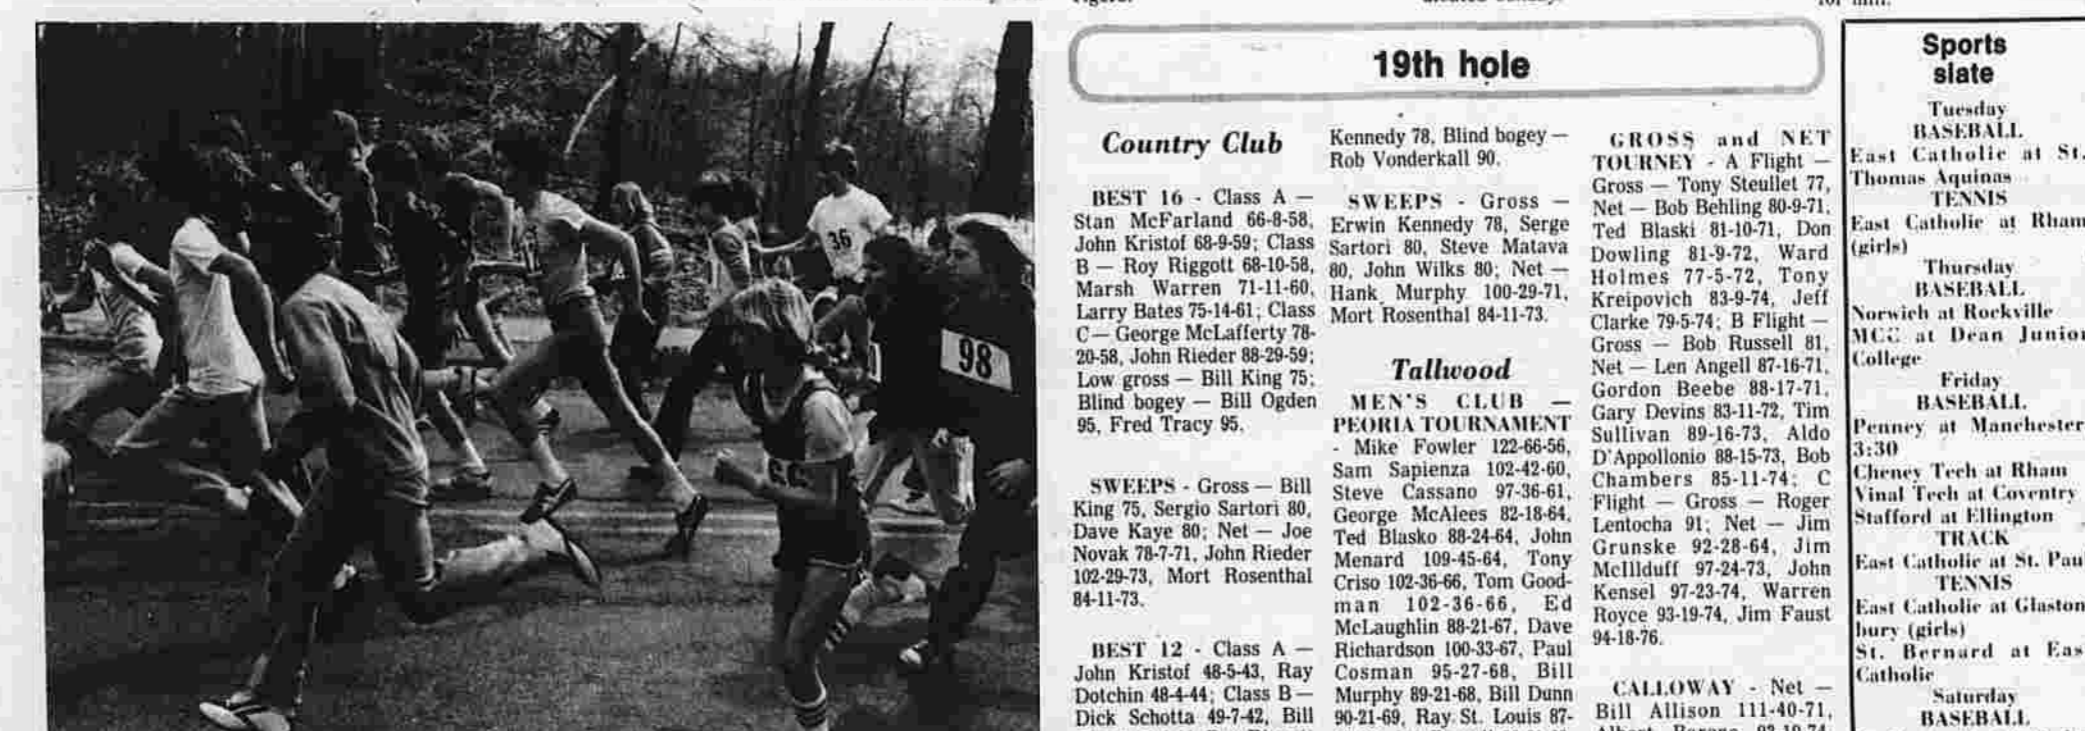 36
98
66
19th hole
Country Club
BEST 16 - Class A —
Stan McFarland 66-8-58,
John Kristof 68-9-59; Class
B — Roy Riggott 68-10-58,
Marsh Warren 71-11-60,
Larry Bates 75-14-61; Class
C — George McLafferty 78-
20-58, John Rieder 88-29-59;
Low gross — Bill King 75;
Blind bogey — Bill Ogden
95, Fred Tracy 95.
SWEEPS - Gross — Bill
King 75, Sergio Sartori 80,
Dave Kaye 80; Net — Joe
Novak 78-7-71, John Rieder
102-29-73, Mort Rosenthal
84-11-73.
BEST 12 - Class A —
John Kristof 48-5-43, Ray
Dotchin 48-4-44; Class B —
Dick Schotta 49-7-42, Bill
Kennedy 78, Blind bogey —
Rob Vonderkall 90.
SWEEPS - Gross —
Erwin Kennedy 78, Serge
Sartori 80, Steve Matava
80, John Wilks 80; Net —
Hank Murphy 100-29-71,
Mort Rosenthal 84-11-73.
Tallwood
MEN'S CLUB —
PEORIA TOURNAMENT
- Mike Fowler 122-66-56,
Sam Sapienza 102-42-60,
Steve Cassano 97-36-61,
George McAlees 82-18-64,
Ted Blasko 88-24-64, John
Menard 109-45-64, Tony
Criso 102-36-66, Tom Good-
man 102-36-66, Ed
McLaughlin 88-21-67, Dave
Richardson 100-33-67, Paul
Cosman 95-27-68, Bill
Murphy 89-21-68, Bill Dunn
90-21-69, Ray St. Louis 87-
GROSS and NET
TOURNEY - A Flight —
Gross — Tony Steullet 77,
Net — Bob Behling 80-9-71,
Ted Blaski 81-10-71, Don
Dowling 81-9-72, Ward
Holmes 77-5-72, Tony
Kreipovich 83-9-74, Jeff
Clarke 79-5-74; B Flight —
Gross — Bob Russell 81,
Net — Len Angell 87-16-71,
Gordon Beebe 88-17-71,
Gary Devins 83-11-72, Tim
Sullivan 89-16-73, Aldo
D'Appollonio 88-15-73, Bob
Chambers 85-11-74; C
Flight — Gross — Roger
Lentocha 91; Net — Jim
Grunske 92-28-64, Jim
McIllduff 97-24-73, John
Kensel 97-23-74, Warren
Royce 93-19-74, Jim Faust
94-18-76.
CALLOWAY - Net —
Bill Allison 111-40-71,
Sports
slate
Tuesday
BASEBALL
East Catholic at St.
Thomas Aquinas
TENNIS
East Catholic at Rham
(girls)
Thursday
BASEBALL
Norwich at Rockville
MCC at Dean Junior
College
Friday
BASEBALL
Penney at Manchester
3:30
Cheney Tech at Rham
Vinal Tech at Coventry
Stafford at Ellington
TRACK
East Catholic at St. Pau
TENNIS
East Catholic at Glaston
bury (girls)
St. Bernard at Eas
Catholic
Saturday
BASEBALL